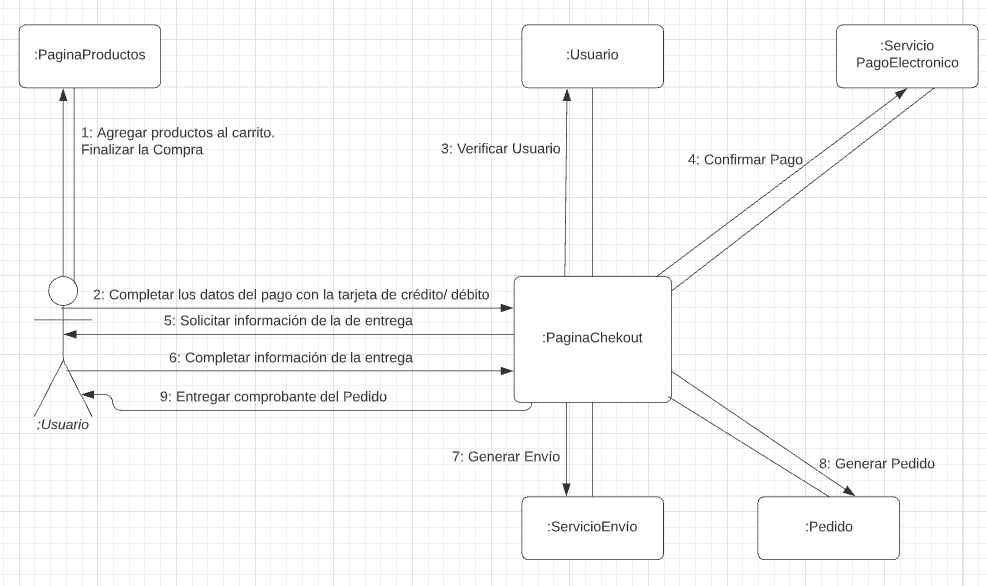 :PaginaProductos
:Usuario
:Servicio
PagoElectronico
1: Agregar productos al carrito.
Finalizar la Compra
3: Verificar Usuario
4: Confirmar Pago
2: Completar los datos del pago con la tarjeta de crédito/ débito
5: Solicitar información de la de entrega
:PaginaChekout
6: Completar información de la entrega
9: Entregar comprobante del Pedido
:Usuario
7: Generar Envío
8: Generar Pedido
:ServicioEnvío
:Pedido